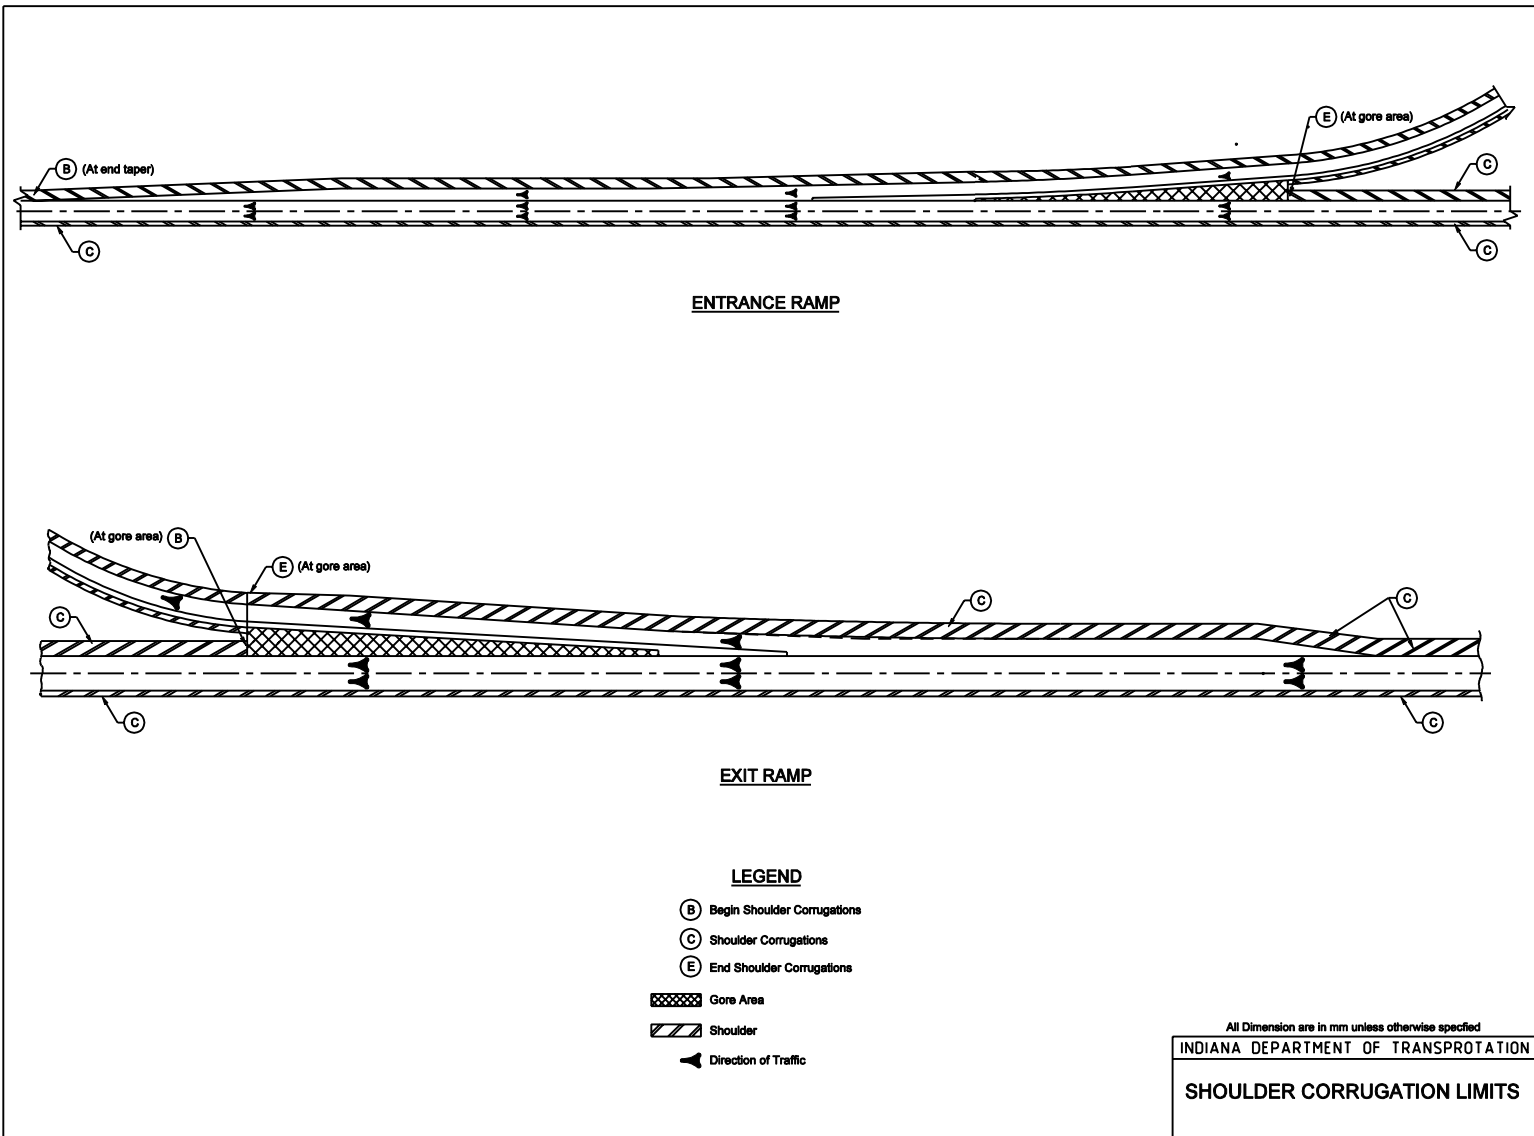 E (At gore area)
B (At end taper)
C
C
C
ENTRANCE RAMP
(At gore area) B
E (At gore area)
C
C
C
C
C
EXIT RAMP
LEGEND
B Begin Shoulder Corrugations
C Shoulder Corrugations
E End Shoulder Corrugations
Gore Area
Shoulder
Direction of Traffic
All Dimension are in mm unless otherwise specfied
INDIANA DEPARTMENT OF TRANSPROTATION
SHOULDER CORRUGATION LIMITS